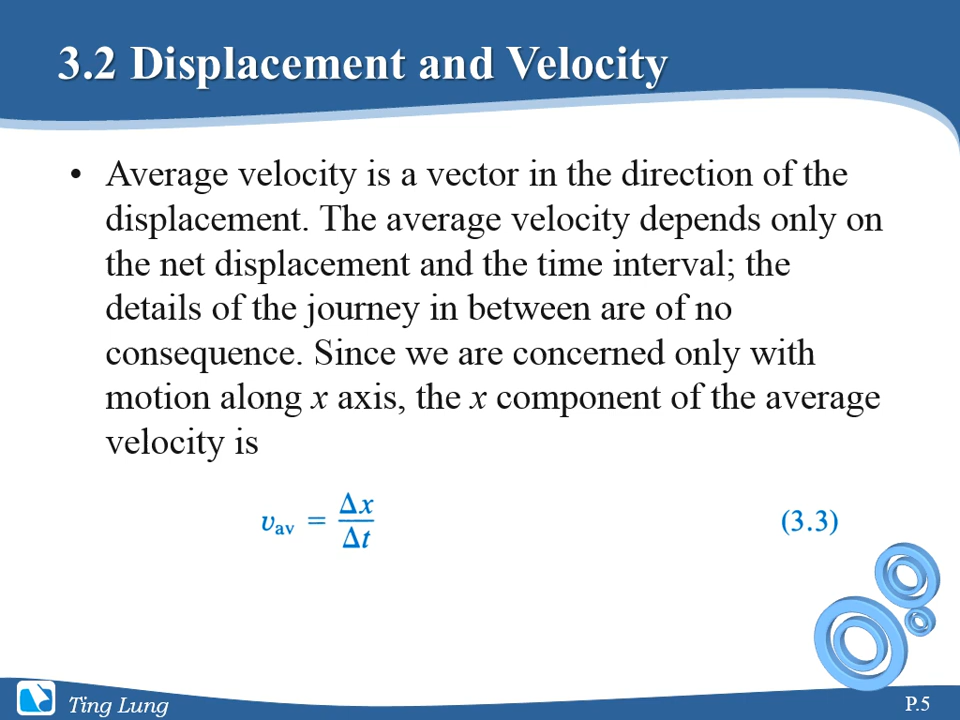 3.2 Displacement and Velocity
• Average velocity is a vector in the direction of the
displacement. The average velocity depends only on
the net displacement and the time interval; the
details of the journey in between are of no
consequence. Since we are concerned only with
motion along x axis, the x component of the average
velocity is
v_av = Δx/Δt (3.3)
Ting Lung P.5